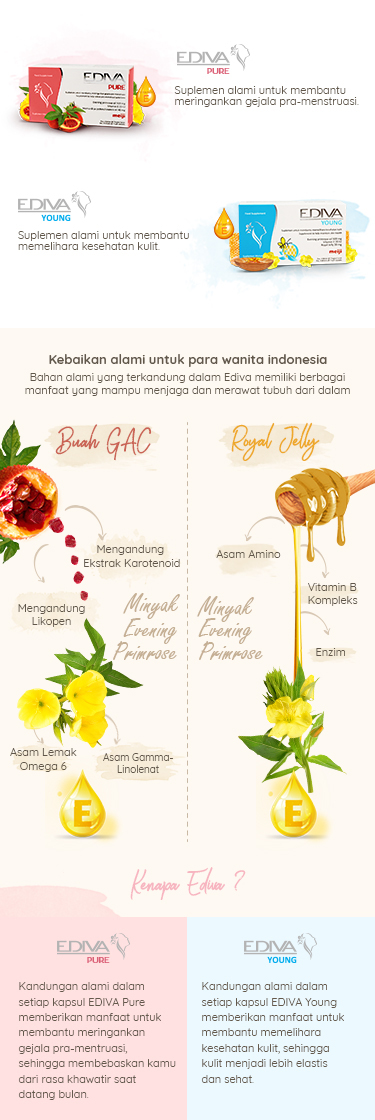 EDIVA
PURE
Suplemen alami untuk membantu
meringankan gejala pra-menstruasi.
EDIVA
PURE
meiji
E
EDIVA
YOUNG
Suplemen alami untuk membantu
memelihara kesehatan kulit.
E
EDIVA
YOUNG
meiji
Kebaikan alami untuk para wanita indonesia
Bahan alami yang terkandung dalam Ediva memiliki berbagai
manfaat yang mampu menjaga dan merawat tubuh dari dalam
Buah GAC
Royal Jelly
Mengandung
Ekstrak Karotenoid
Asam Amino
Mengandung
Likopen
Vitamin B
Kompleks
Minyak
Evening
Primrose
Minyak
Evening
Primrose
Enzim
Asam Lemak
Omega 6
Asam Gamma-
Linolenat
E
E
Kenapa Ediva ?
EDIVA
PURE
Kandungan alami dalam
setiap kapsul EDIVA Pure
memberikan manfaat untuk
membantu meringankan
gejala pra-mentruasi,
sehingga membebaskan kamu
dari rasa khawatir saat
datang bulan.
EDIVA
YOUNG
Kandungan alami dalam
setiap kapsul EDIVA Young
memberikan manfaat untuk
membantu memelihara
kesehatan kulit, sehingga
kulit menjadi lebih elastis
dan sehat.